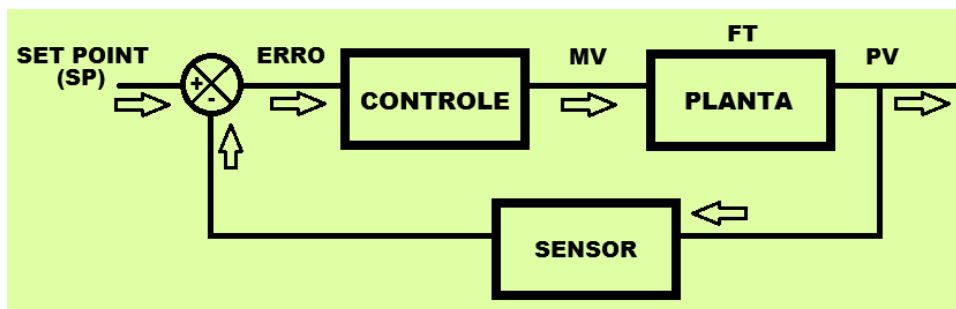 SET POINT
(SP)
+
-
ERRO
CONTROLE
MV
FT
PLANTA
PV
SENSOR